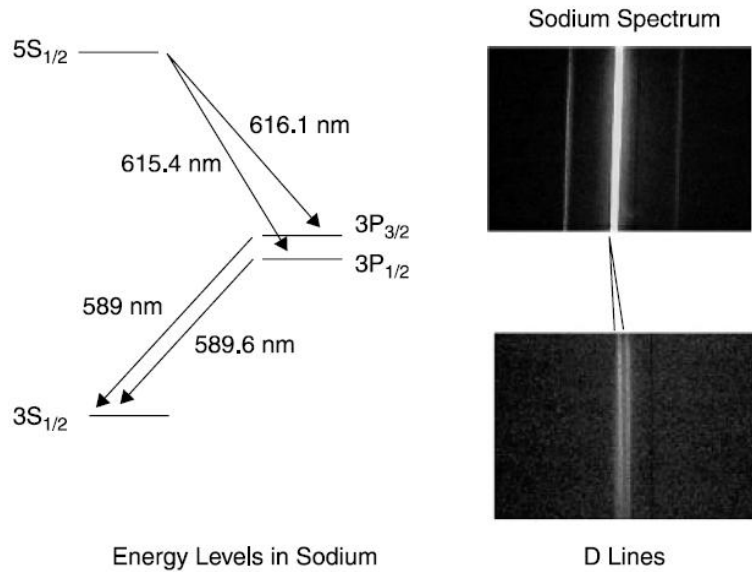 Sodium Spectrum
5S1/2
616.1 nm
615.4 nm
3P3/2
3P1/2
589 nm
589.6 nm
3S1/2
Energy Levels in Sodium
D Lines